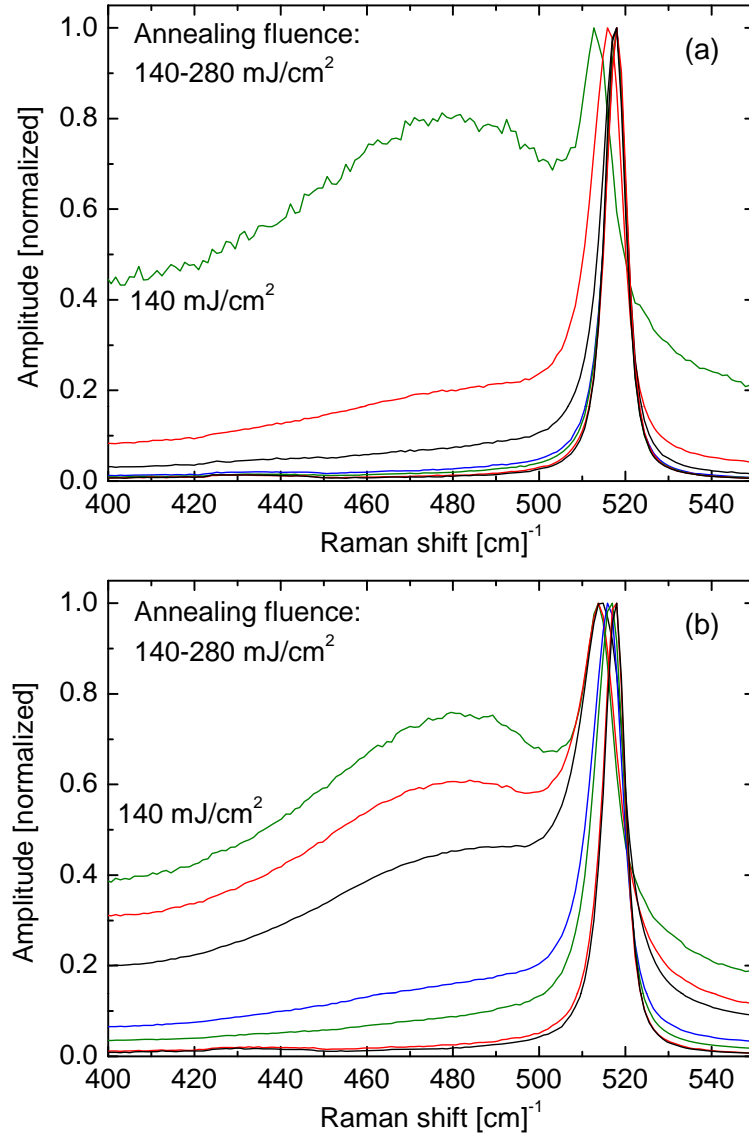 Annealing fluence:
140-280 mJ/cm²
(a)
140 mJ/cm²
Amplitude [normalized]
1.0
0.8
0.6
0.4
0.2
0.0
400 420 440 460 480 500 520 540
Raman shift [cm]⁻¹
Annealing fluence:
140-280 mJ/cm²
(b)
140 mJ/cm²
Amplitude [normalized]
1.0
0.8
0.6
0.4
0.2
0.0
400 420 440 460 480 500 520 540
Raman shift [cm]⁻¹